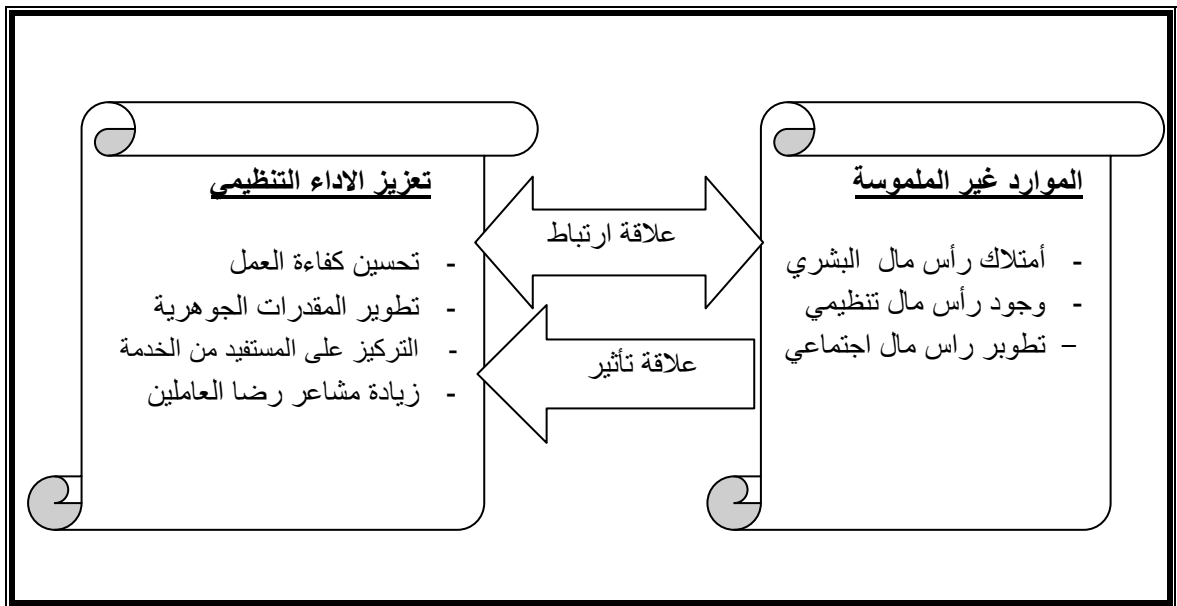 الموارد غير الملموسة
- أمتلاك رأس مال البشري
- وجود رأس مال تنظيمي
– تطوبر راس مال اجتماعي
علاقة ارتباط
علاقة تأثير
تعزيز الاداء التنظيمي
- تحسين كفاءة العمل
- تطوير المقدرات الجوهرية
- التركيز على المستفيد من الخدمة
- زيادة مشاعر رضا العاملين